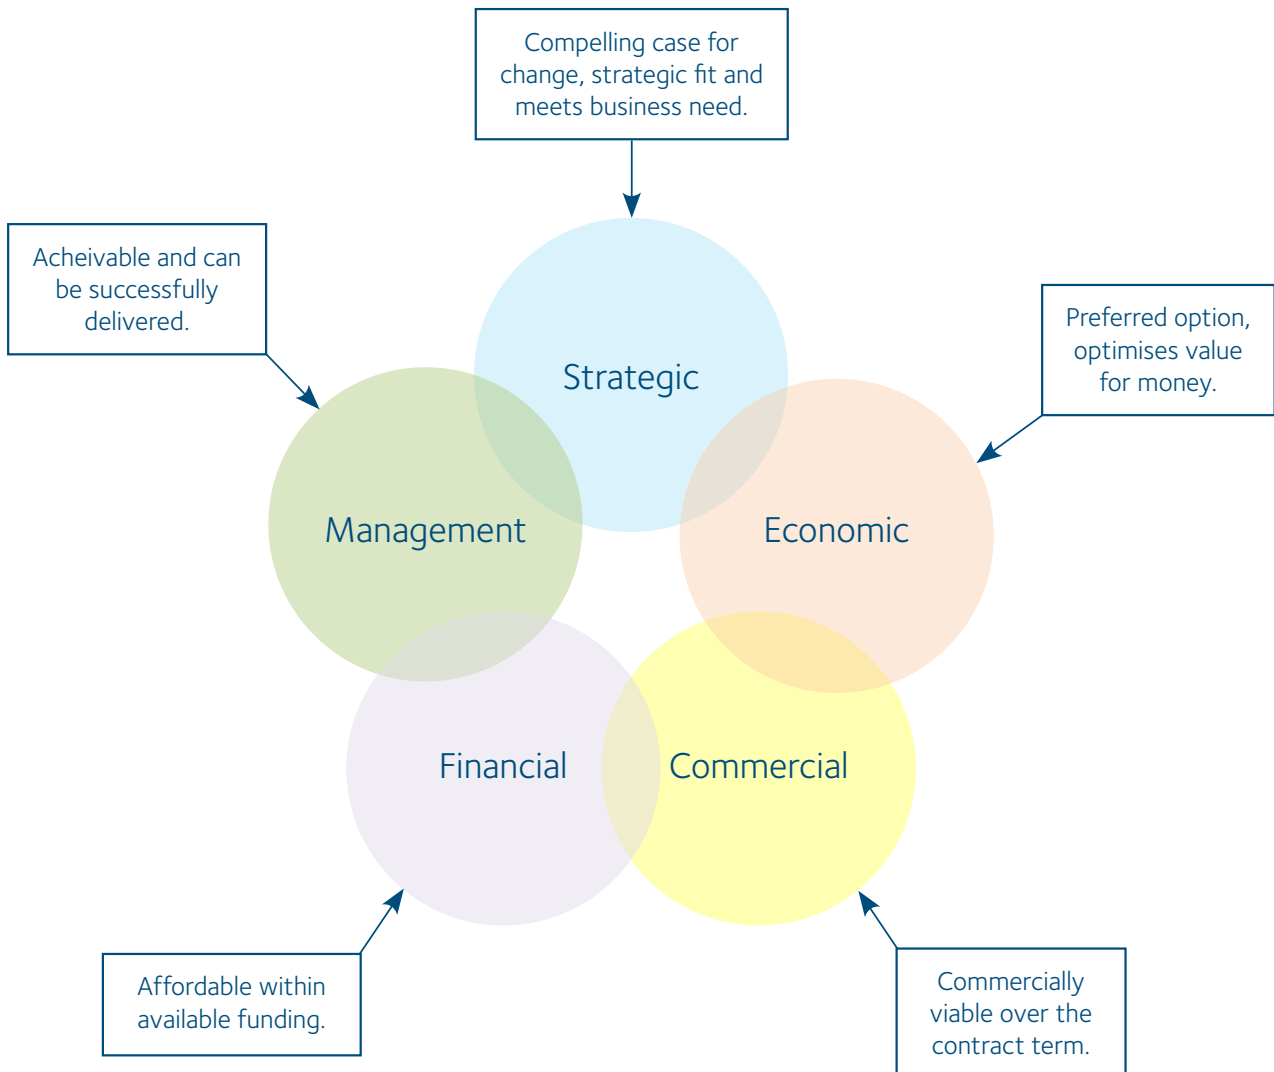 Compelling case for
change, strategic fit and
meets business need.
Acheivable and can
be successfully
delivered.
Preferred option,
optimises value
for money.
Strategic
Management
Economic
Financial
Commercial
Affordable within
available funding.
Commercially
viable over the
contract term.